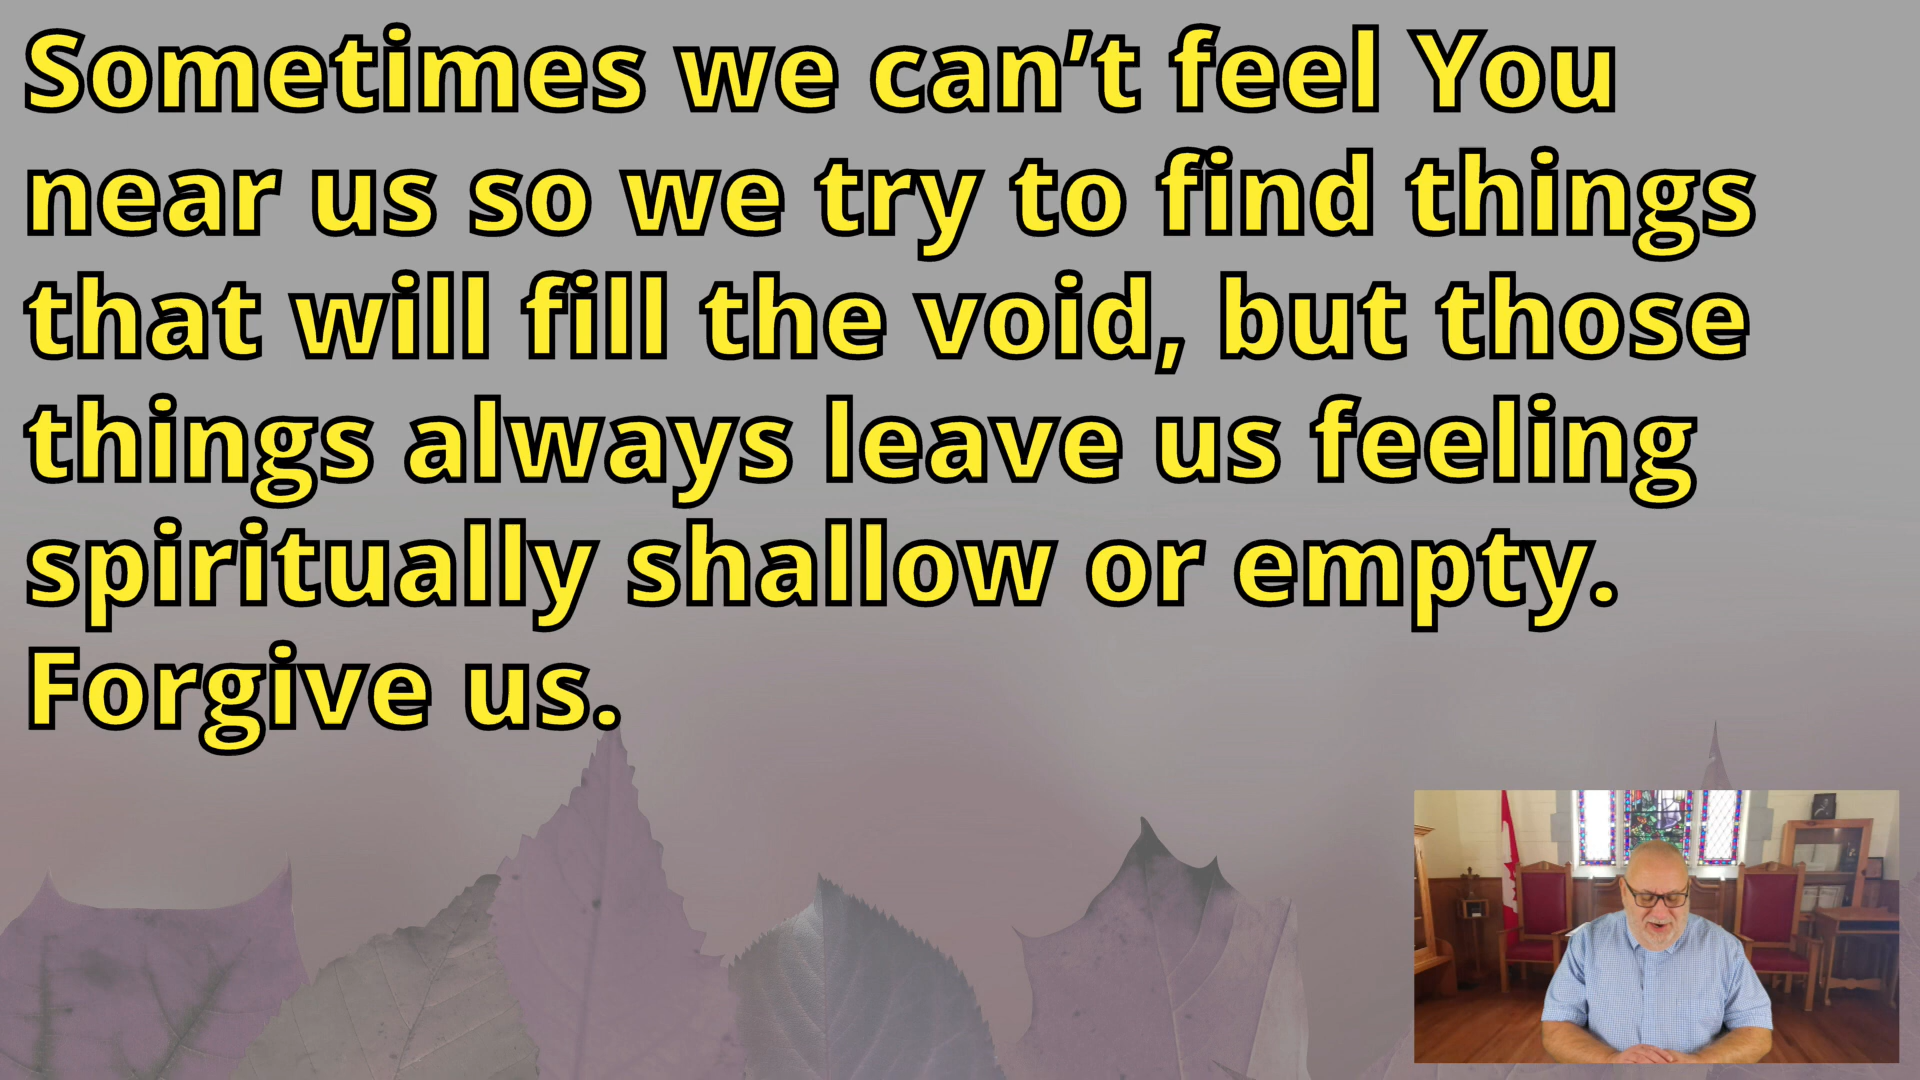 Sometimes we can’t feel You
near us so we try to find things
that will fill the void, but those
things always leave us feeling
spiritually shallow or empty.
Forgive us.